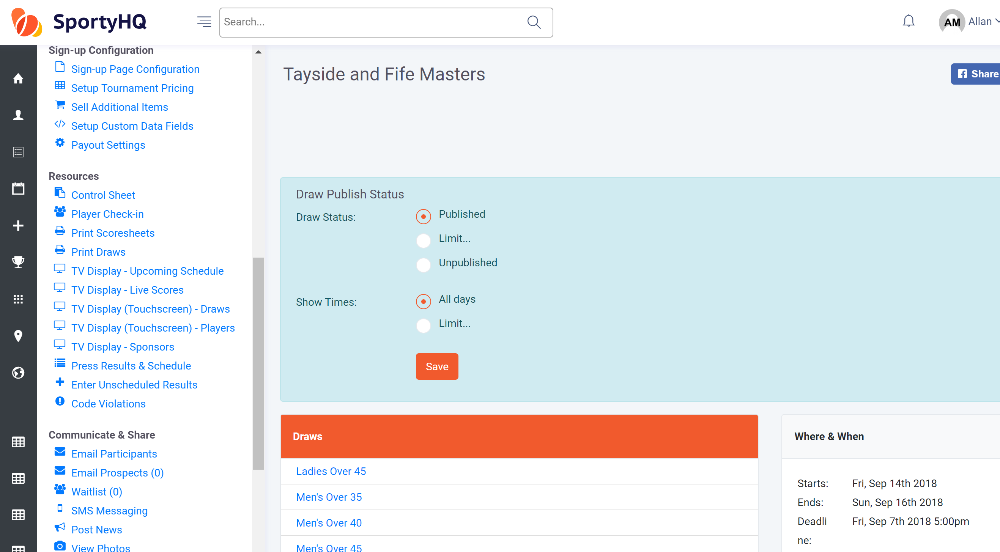 SportyHQ
Search...
AM Allan
Sign-up Configuration
Sign-up Page Configuration
Setup Tournament Pricing
Sell Additional Items
Setup Custom Data Fields
Payout Settings
Resources
Control Sheet
Player Check-in
Print Scoresheets
Print Draws
TV Display - Upcoming Schedule
TV Display - Live Scores
TV Display (Touchscreen) - Draws
TV Display (Touchscreen) - Players
TV Display - Sponsors
Press Results & Schedule
Enter Unscheduled Results
Code Violations
Communicate & Share
Email Participants
Email Prospects (0)
Waitlist (0)
SMS Messaging
Post News
View Photos
Tayside and Fife Masters
Share
Draw Publish Status
Draw Status:
Published
Limit...
Unpublished
Show Times:
All days
Limit...
Save
Draws
Ladies Over 45
Men's Over 35
Men's Over 40
Men's Over 45
Where & When
Starts: Fri, Sep 14th 2018
Ends: Sun, Sep 16th 2018
Deadli Fri, Sep 7th 2018 5:00pm
ne: